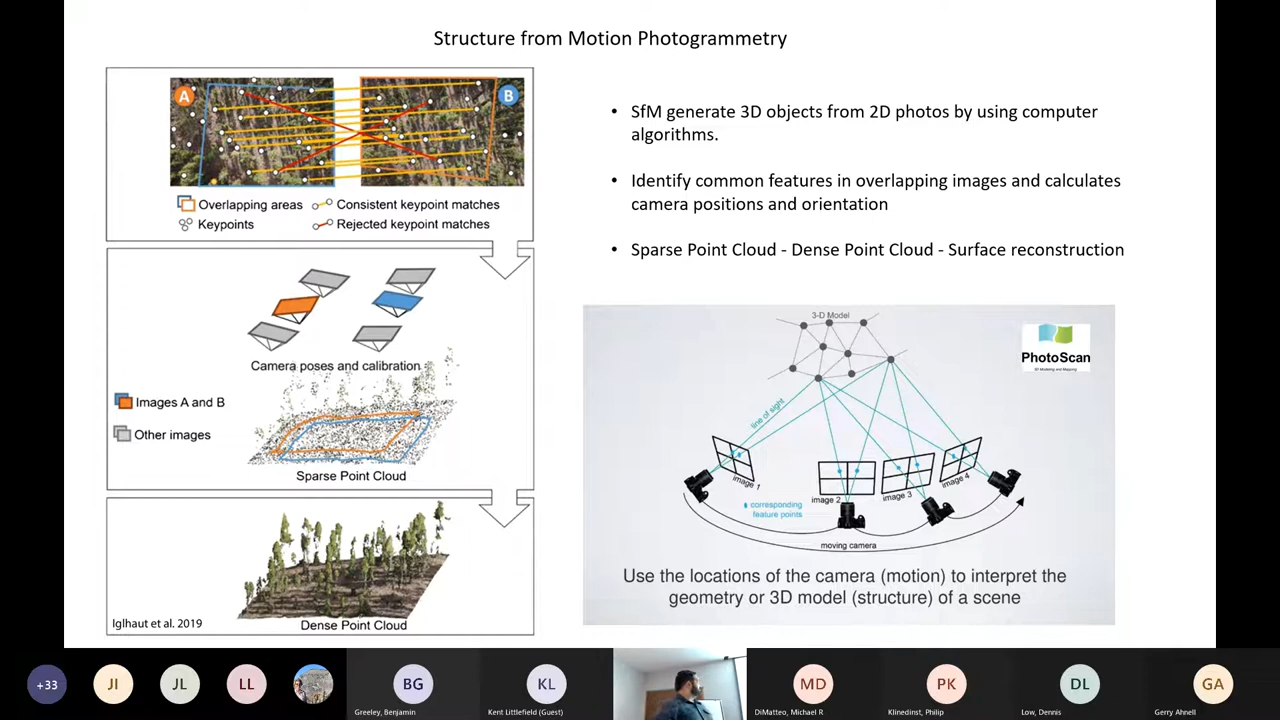 Structure from Motion Photogrammetry
A
B
Overlapping areas
Consistent keypoint matches
Keypoints
Rejected keypoint matches
Camera poses and calibration
Images A and B
Other images
Sparse Point Cloud
Dense Point Cloud
Iglhaut et al. 2019
• SfM generate 3D objects from 2D photos by using computer
algorithms.
• Identify common features in overlapping images and calculates
camera positions and orientation
• Sparse Point Cloud - Dense Point Cloud - Surface reconstruction
3-D Model
PhotoScan
3D Modeling and Mapping
line of sight
image 1
image 2
image 3
image 4
corresponding
feature points
moving camera
Use the locations of the camera (motion) to interpret the
geometry or 3D model (structure) of a scene
+33
JI
JL
LL
BG
Greeley, Benjamin
KL
Kent Littlefield (Guest)
MD
DiMatteo, Michael R
PK
Klinedinst, Philip
DL
Low, Dennis
GA
Gerry Ahnell